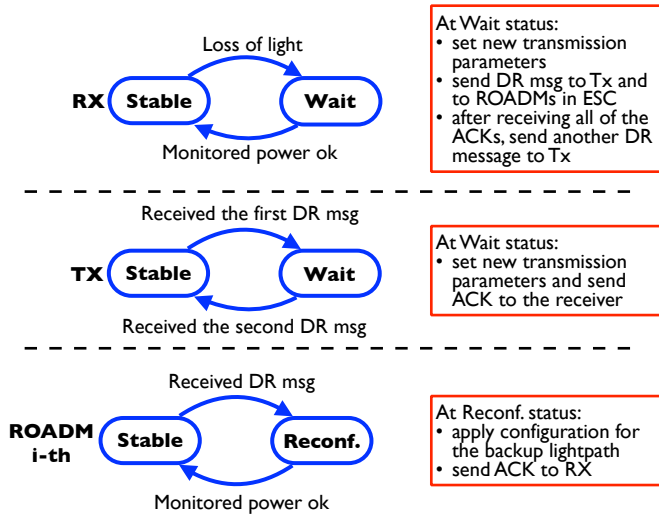 Loss of light
RX
Stable
Wait
Monitored power ok
At Wait status:
• set new transmission
parameters
• send DR msg to Tx and
to ROADMs in ESC
• after receiving all of the
ACKs, send another DR
message to Tx
Received the first DR msg
TX
Stable
Wait
Received the second DR msg
At Wait status:
• set new transmission
parameters and send
ACK to the receiver
Received DR msg
ROADM
i-th
Stable
Reconf.
Monitored power ok
At Reconf. status:
• apply configuration for
the backup lightpath
• send ACK to RX